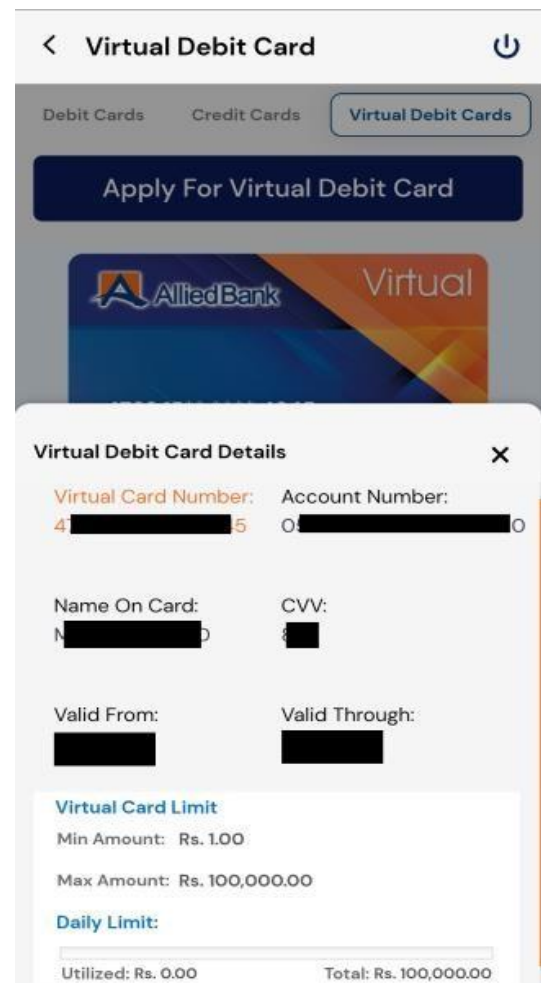 Virtual Debit Card
Debit Cards Credit Cards Virtual Debit Cards
Apply For Virtual Debit Card
AlliedBank Virtual
Virtual Debit Card Details
Virtual Card Number: Account Number:
Name On Card: CVV:
Valid From: Valid Through:
Virtual Card Limit
Min Amount: Rs. 1.00
Max Amount: Rs. 100,000.00
Daily Limit:
Utilized: Rs. 0.00 Total: Rs. 100,000.00